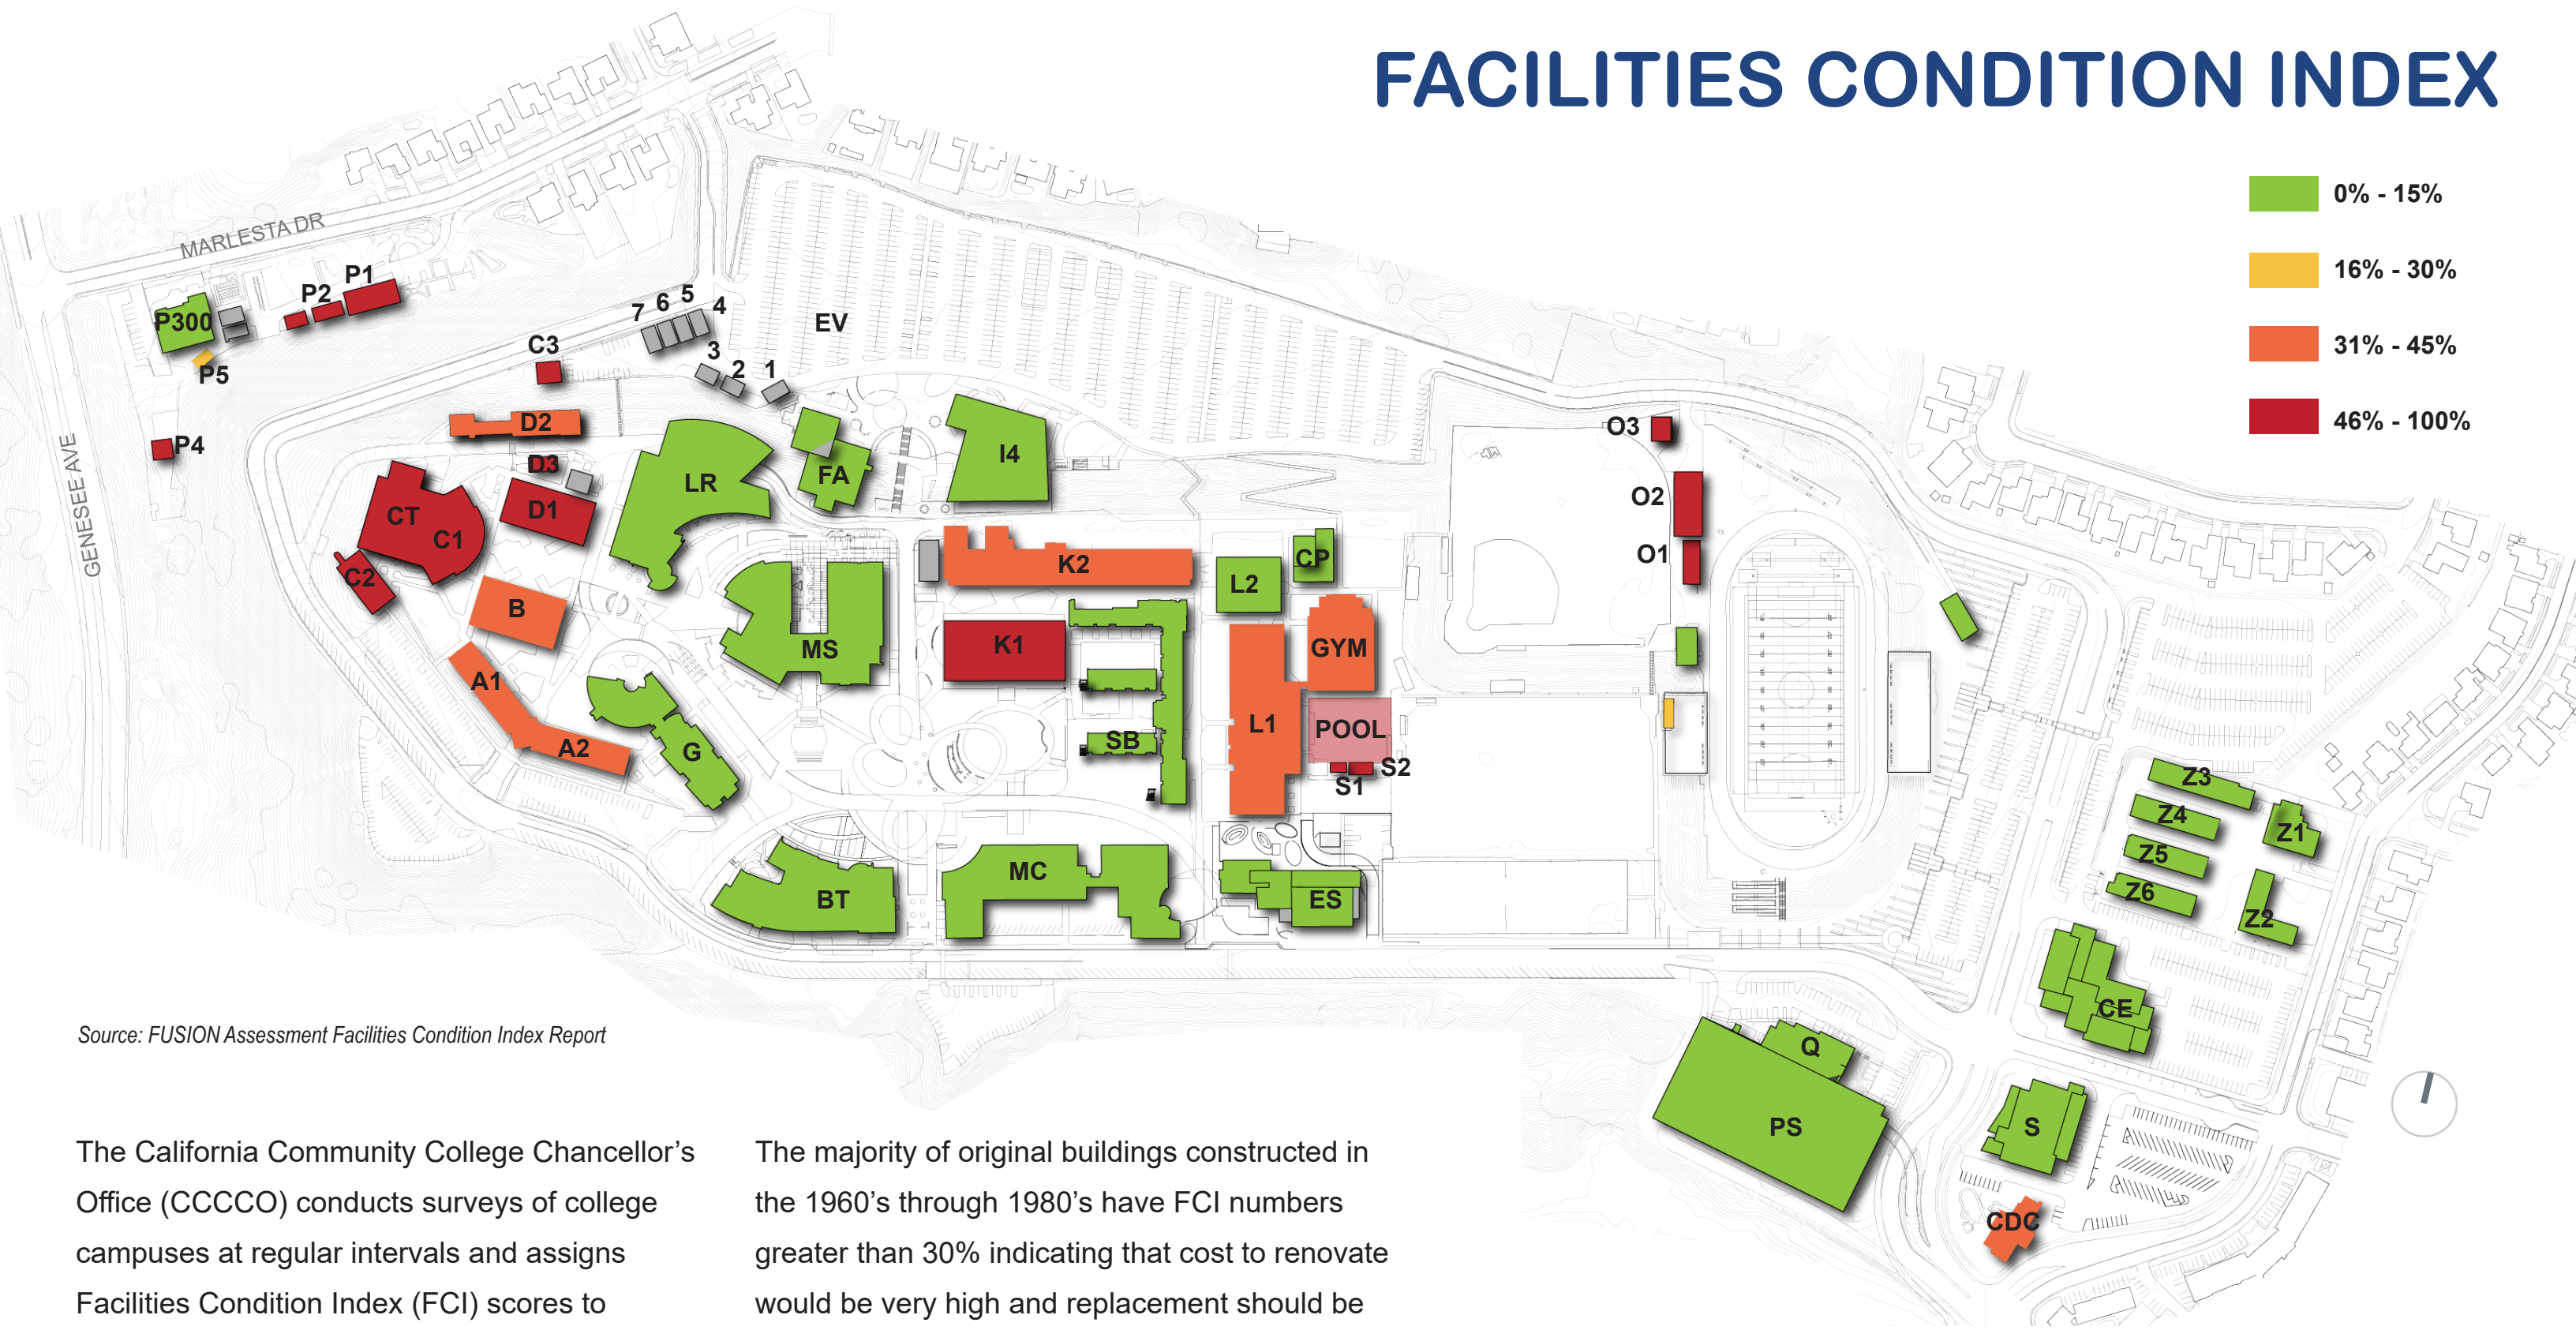 FACILITIES CONDITION INDEX
0% - 15%
16% - 30%
31% - 45%
46% - 100%
MARLESTA DR
GENESEE AVE
P1
P2
P300
P5
P4
C3
7
6
5
4
3
2
1
EV
D2
D3
D1
CT
C1
C2
B
A1
A2
G
LR
FA
I4
MS
K2
K1
SB
L2
CP
GYM
L1
POOL
S1
S2
O3
O2
O1
BT
MC
ES
Z3
Z4
Z5
Z6
Z1
Z2
CE
Q
PS
S
CDC
Source: FUSION Assessment Facilities Condition Index Report
The California Community College Chancellor’s
Office (CCCCO) conducts surveys of college
campuses at regular intervals and assigns
Facilities Condition Index (FCI) scores to
The majority of original buildings constructed in
the 1960’s through 1980’s have FCI numbers
greater than 30% indicating that cost to renovate
would be very high and replacement should be